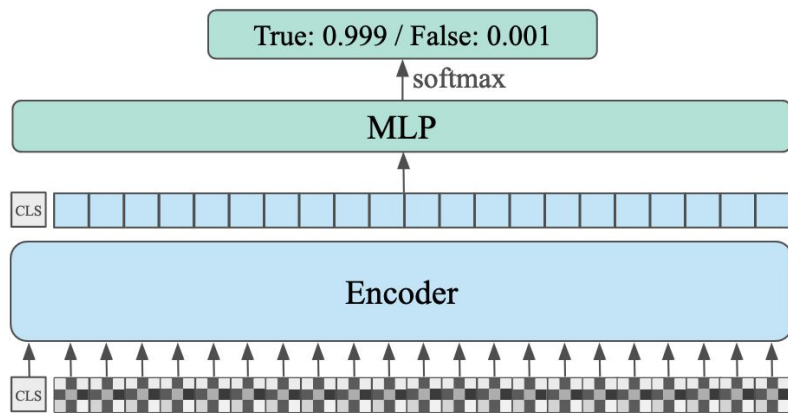 True: 0.999 / False: 0.001
softmax
MLP
CLS
Encoder
CLS